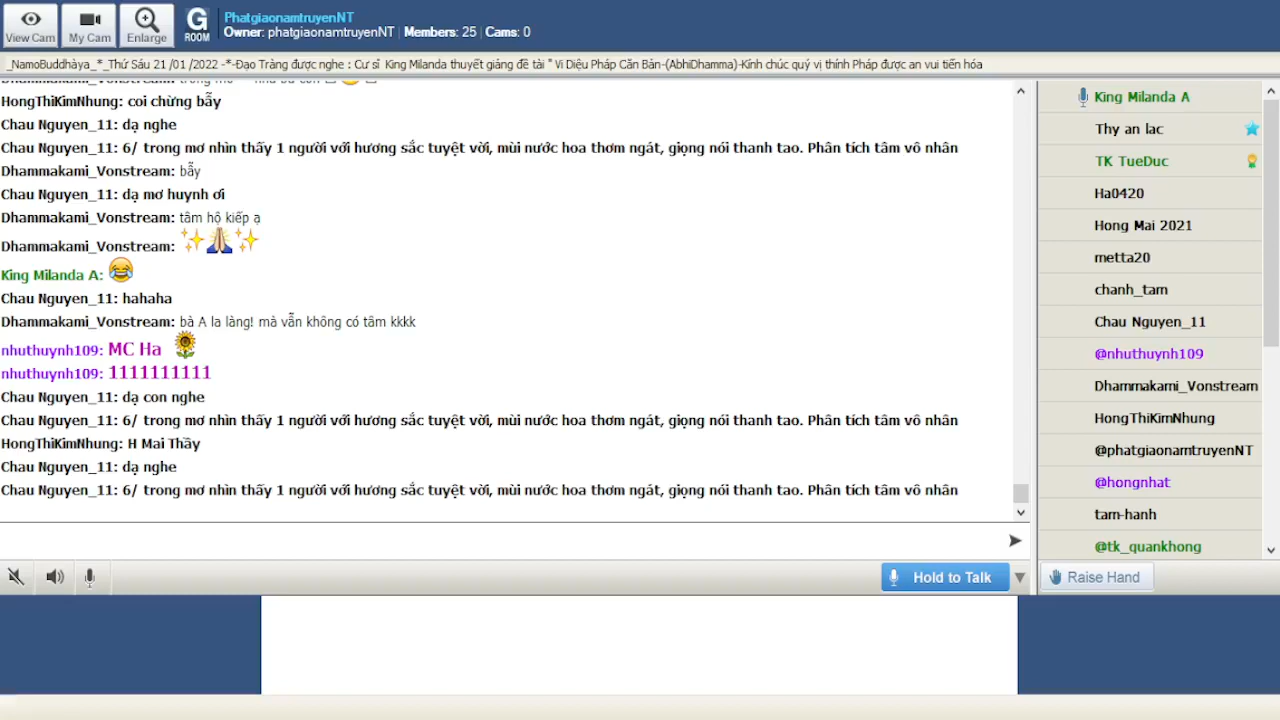 PhatgiaonamtruyenNT
Owner: phatgiaonamtruyenNT | Members: 25 | Cams: 0
View Cam
My Cam
Enlarge
G
ROOM
_NamoBuddhàya_*_Thứ Sáu 21 /01 /2022 -*-Đạo Tràng được nghe : Cư sĩ King Milanda thuyết giảng đề tài " Vi Diệu Pháp Căn Bản-(AbhiDhamma)-Kính chúc quý vị thính Pháp được an vui tiến hóa
HongThiKimNhung: coi chừng bẫy
Chau Nguyen_11: dạ nghe
Chau Nguyen_11: 6/ trong mơ nhìn thấy 1 người với hương sắc tuyệt vời, mùi nước hoa thơm ngát, giọng nói thanh tao. Phân tích tâm vô nhân
Dhammakami_Vonstream: bẫy
Chau Nguyen_11: dạ mơ huynh ơi
Dhammakami_Vonstream: tâm hộ kiếp ạ
Dhammakami_Vonstream:
King Milanda A:
Chau Nguyen_11: hahaha
Dhammakami_Vonstream: bà A la làng! mà vẫn không có tâm kkkk
nhuthuynh109: MC Ha
nhuthuynh109: 1111111111
Chau Nguyen_11: dạ con nghe
Chau Nguyen_11: 6/ trong mơ nhìn thấy 1 người với hương sắc tuyệt vời, mùi nước hoa thơm ngát, giọng nói thanh tao. Phân tích tâm vô nhân
HongThiKimNhung: H Mai Thầy
Chau Nguyen_11: dạ nghe
Chau Nguyen_11: 6/ trong mơ nhìn thấy 1 người với hương sắc tuyệt vời, mùi nước hoa thơm ngát, giọng nói thanh tao. Phân tích tâm vô nhân
Hold to Talk
King Milanda A
Thy an lac
TK TueDuc
Ha0420
Hong Mai 2021
metta20
chanh_tam
Chau Nguyen_11
@nhuthuynh109
Dhammakami_Vonstream
HongThiKimNhung
@phatgiaonamtruyenNT
@hongnhat
tam-hanh
@tk_quankhong
Raise Hand